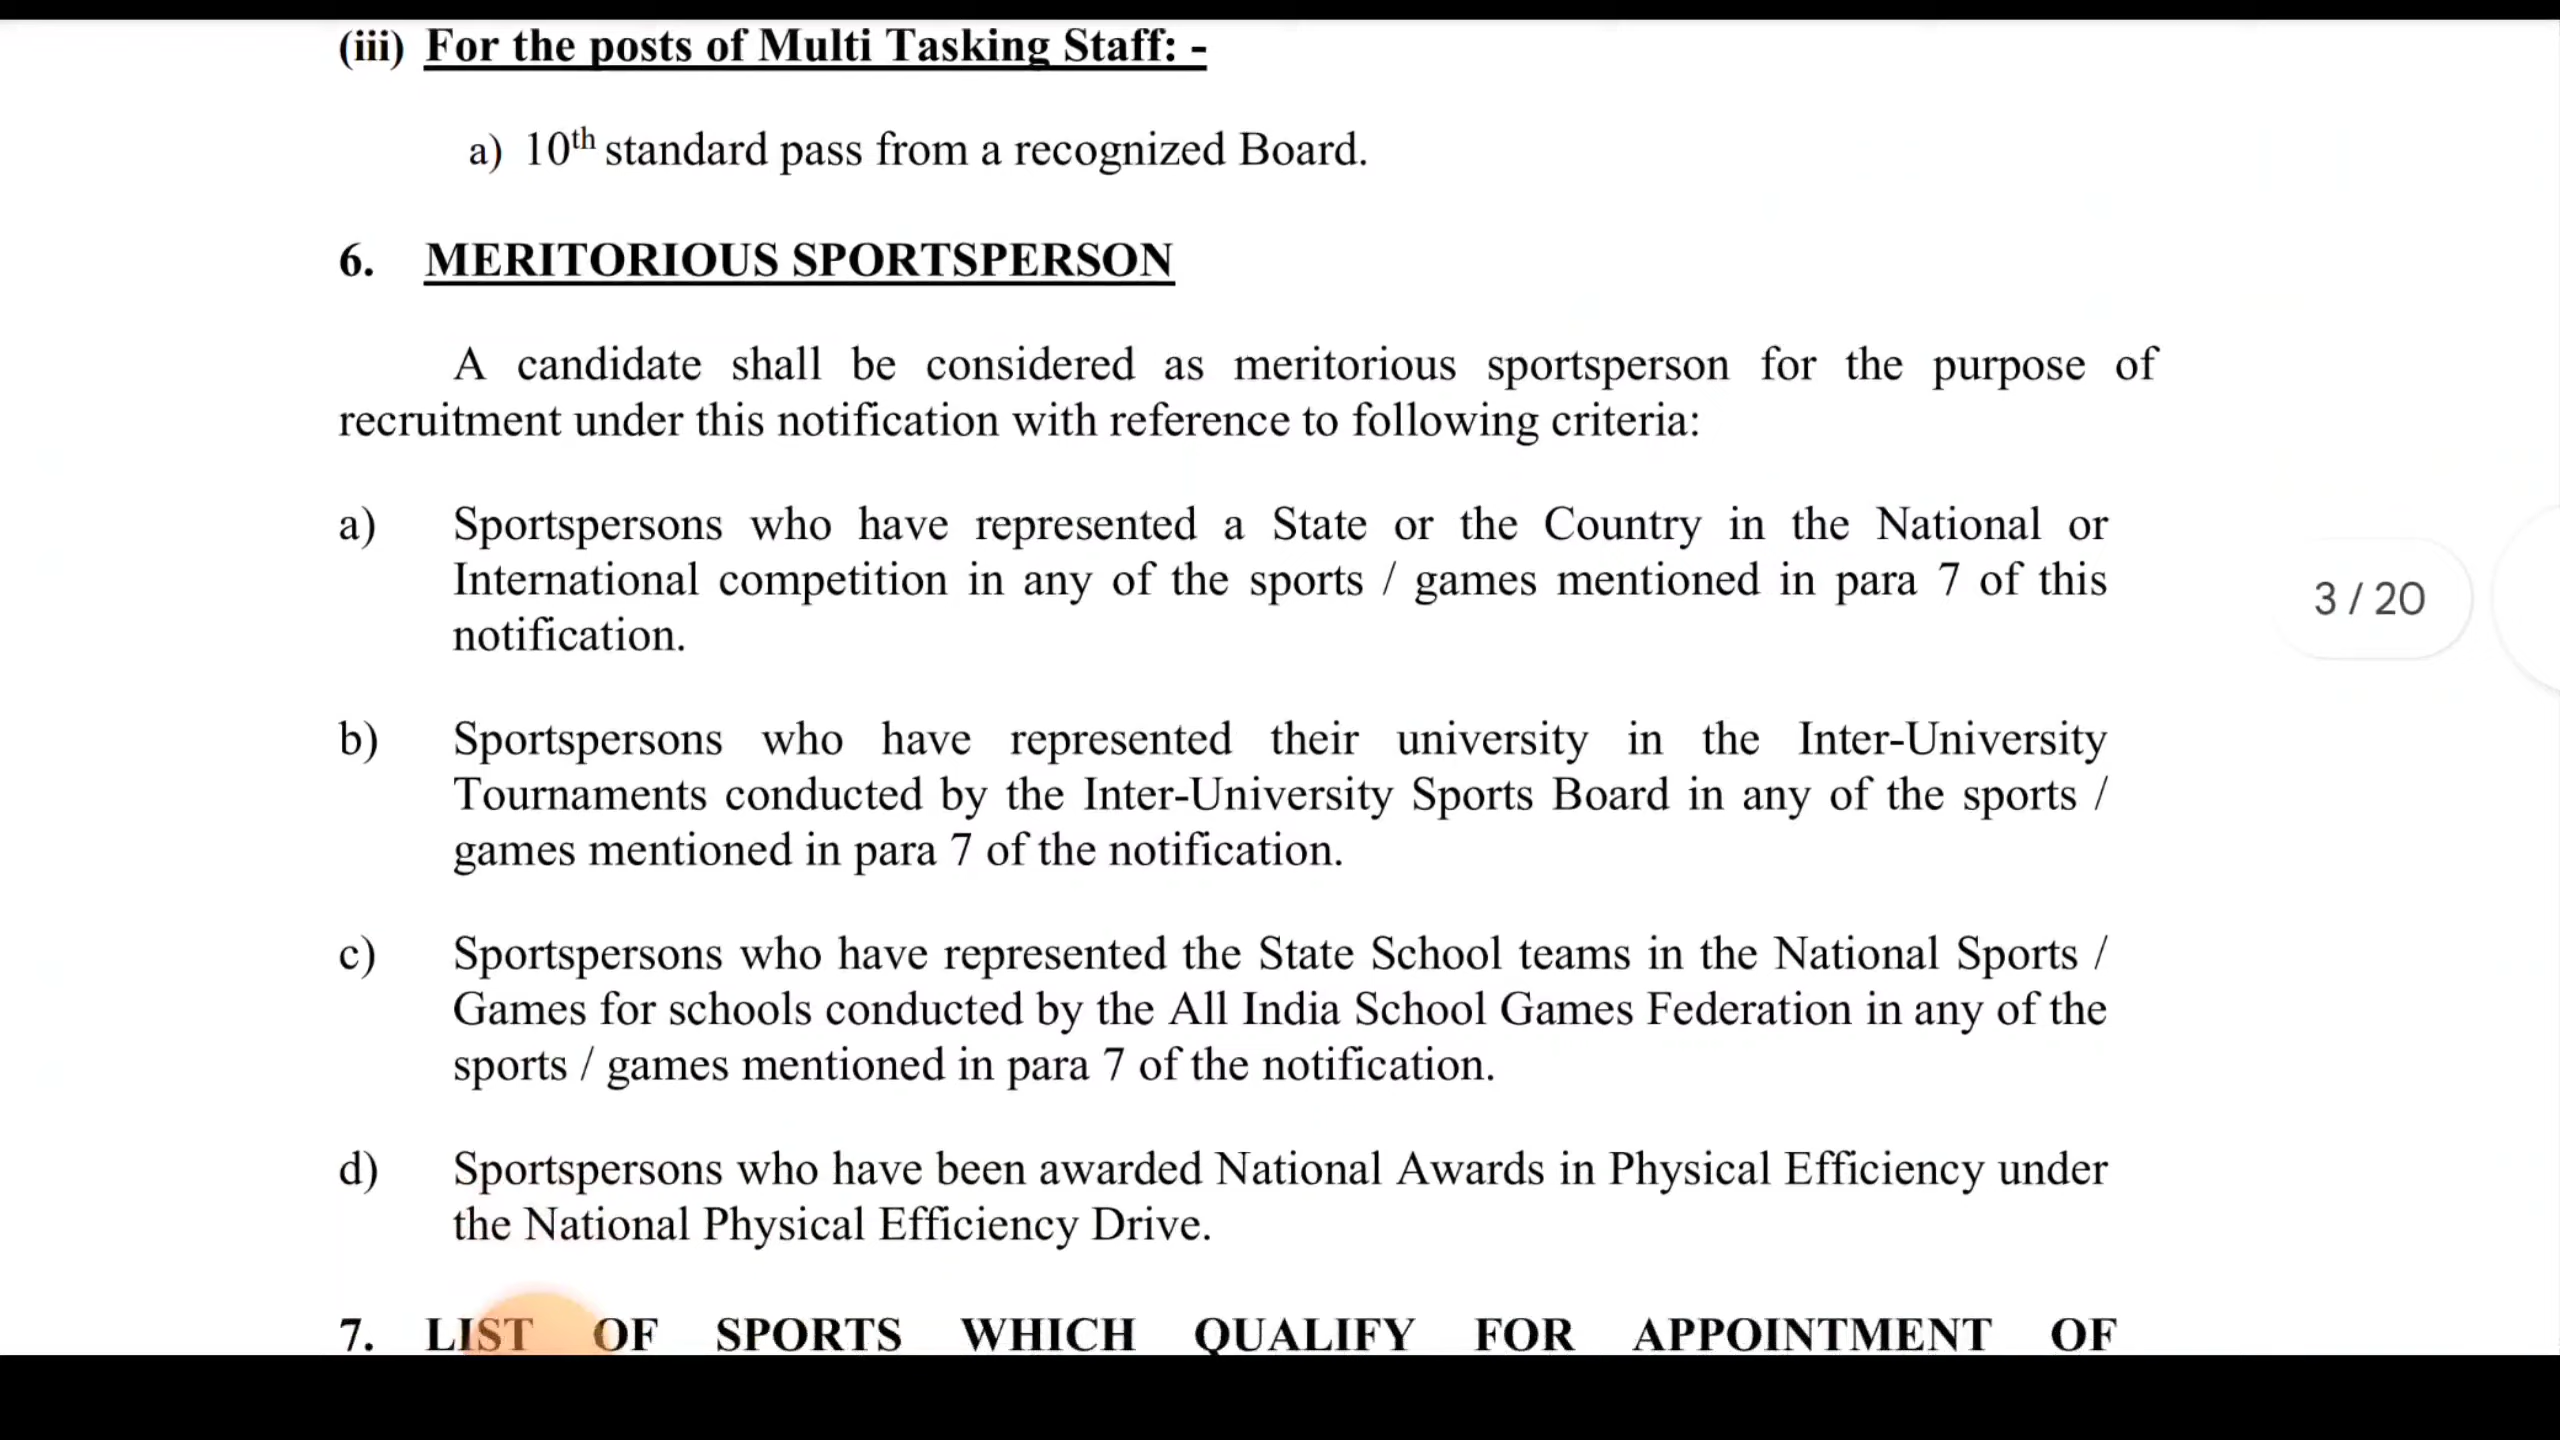 (iii) For the posts of Multi Tasking Staff: -
a) 10th standard pass from a recognized Board.
6. MERITORIOUS SPORTSPERSON
A candidate shall be considered as meritorious sportsperson for the purpose of
recruitment under this notification with reference to following criteria:
a) Sportspersons who have represented a State or the Country in the National or
International competition in any of the sports / games mentioned in para 7 of this
notification.
3 / 20
b) Sportspersons who have represented their university in the Inter-University
Tournaments conducted by the Inter-University Sports Board in any of the sports /
games mentioned in para 7 of the notification.
c) Sportspersons who have represented the State School teams in the National Sports /
Games for schools conducted by the All India School Games Federation in any of the
sports / games mentioned in para 7 of the notification.
d) Sportspersons who have been awarded National Awards in Physical Efficiency under
the National Physical Efficiency Drive.
7. LIST OF SPORTS WHICH QUALIFY FOR APPOINTMENT OF